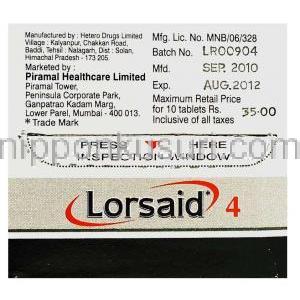 Manufactured by : Hetero Drugs Limited
Village : Kalyanpur, Chakkan Road,
Baddi, Tehsil : Nalagarh, Dist : Solan,
Himachal Pradesh - 173 205.
Marketed by :
Piramal Healthcare Limited
Piramal Tower,
Peninsula Corporate Park,
Ganpatrao Kadam Marg,
Lower Parel, Mumbai - 400 013.
* Trade Mark
Mfg. Lic. No. MNB/06/328
Batch No. LR00904
Mfd. SEP. 2010
Exp. AUG. 2012
Maximum Retail Price
for 10 tablets Rs. 35-00
Inclusive of all taxes
PRESS HERE
INSPECTION WINDOW
nipponkusuri.com
Lorsaid* 4